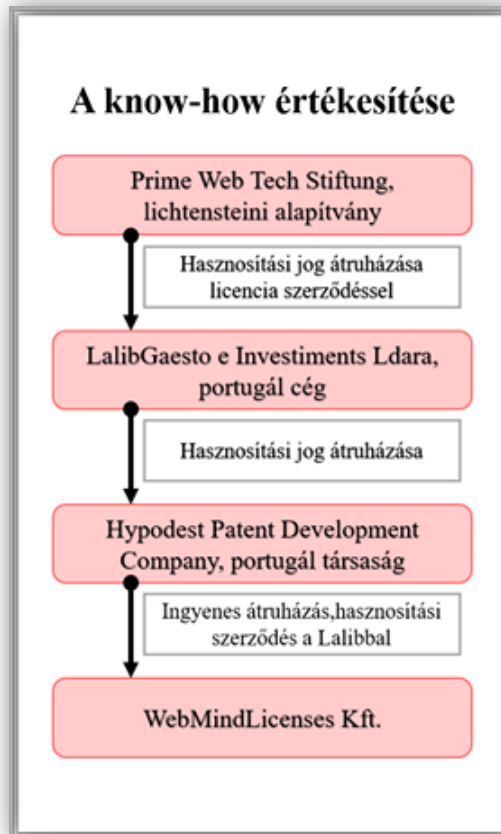 A know-how értékesítése
Prime Web Tech Stiftung,
lichtensteini alapítvány
Hasznosítási jog átruházása
licencia szerződéssel
LalibGaesto e Investiments Ldara,
portugál cég
Hasznosítási jog átruházása
Hypodest Patent Development
Company, portugál társaság
Ingyenes átruházás,hasznosítási
szerződés a Lalibbal
WebMindLicenses Kft.